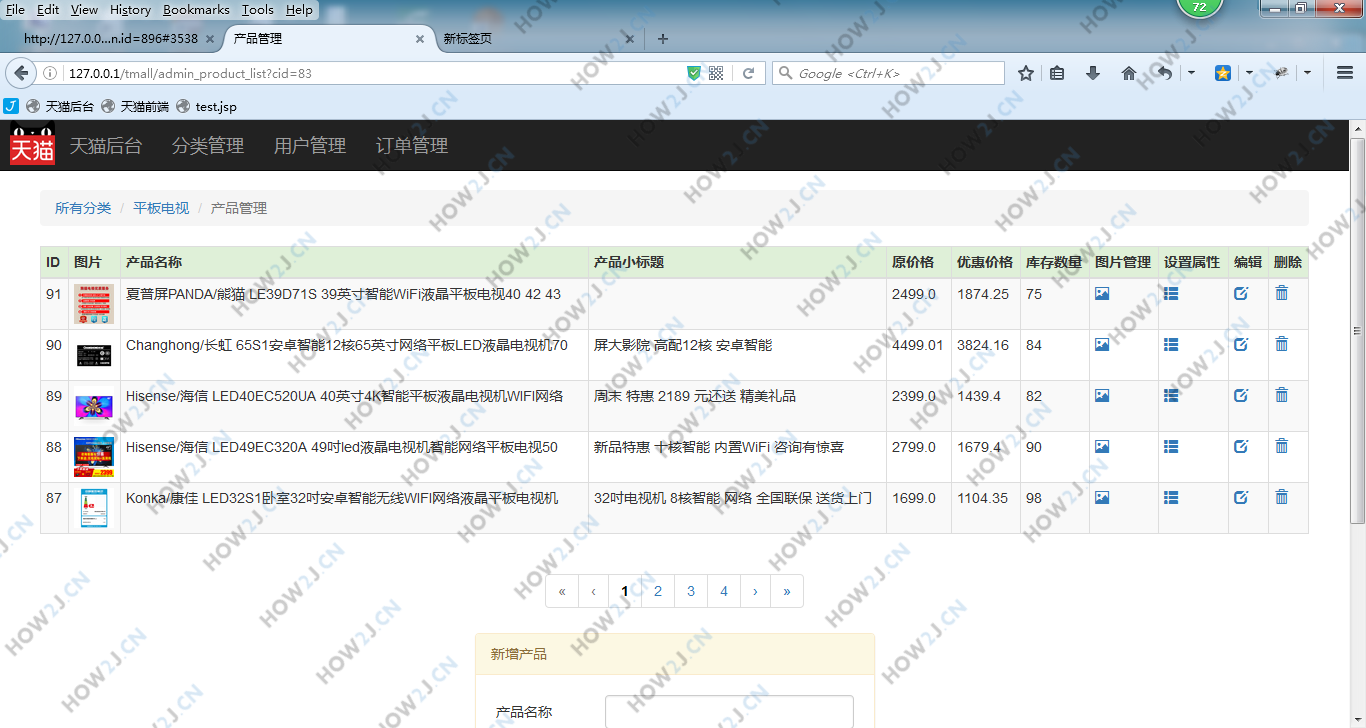 File Edit View History Bookmarks Tools Help
72
http://127.0.0...n.id=896#3538 × 产品管理 × 新标签页 × +
127.0.0.1/tmall/admin_product_list?cid=83
Google <Ctrl+K>
天猫后台 天猫前端 test.jsp
天猫 天猫后台 分类管理 用户管理 订单管理
所有分类 / 平板电视 / 产品管理
ID 图片 产品名称 产品小标题 原价格 优惠价格 库存数量 图片管理 设置属性 编辑 删除
91 夏普屏PANDA/熊猫 LE39D71S 39英寸智能WiFi液晶平板电视40 42 43 2499.0 1874.25 75
90 Changhong/长虹 65S1安卓智能12核65英寸网络平板LED液晶电视机70 屏大影院 高配12核 安卓智能 4499.01 3824.16 84
89 Hisense/海信 LED40EC520UA 40英寸4K智能平板液晶电视机WIFI网络 周末 特惠 2189 元还送 精美礼品 2399.0 1439.4 82
88 Hisense/海信 LED49EC320A 49吋led液晶电视机智能网络平板电视50 新品特惠 十核智能 内置WiFi 咨询有惊喜 2799.0 1679.4 90
87 Konka/康佳 LED32S1卧室32吋安卓智能无线WIFI网络液晶平板电视机 32吋电视机 8核智能 网络 全国联保 送货上门 1699.0 1104.35 98
« ‹ 1 2 3 4 › »
新增产品
产品名称
HOW2J.CN